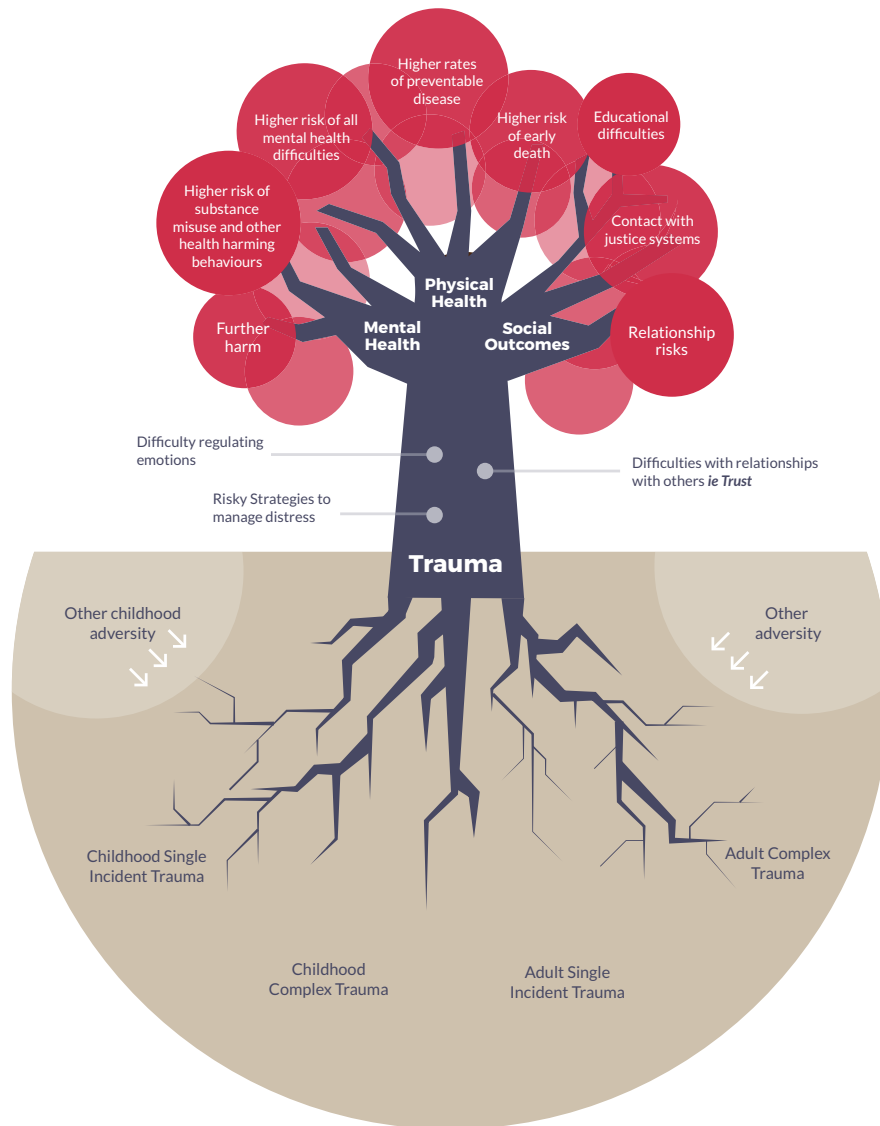 Higher rates
of preventable
disease
Higher risk of all
mental health
difficulties
Higher risk
of early
death
Educational
difficulties
Higher risk of
substance
misuse and other
health harming
behaviours
Contact with
justice systems
Physical
Health
Further
harm
Mental
Health
Social
Outcomes
Relationship
risks
Difficulty regulating
emotions
Difficulties with relationships
with others ie Trust
Risky Strategies to
manage distress
Trauma
Other childhood
adversity
Other
adversity
Childhood Single
Incident Trauma
Adult Complex
Trauma
Childhood
Complex Trauma
Adult Single
Incident Trauma